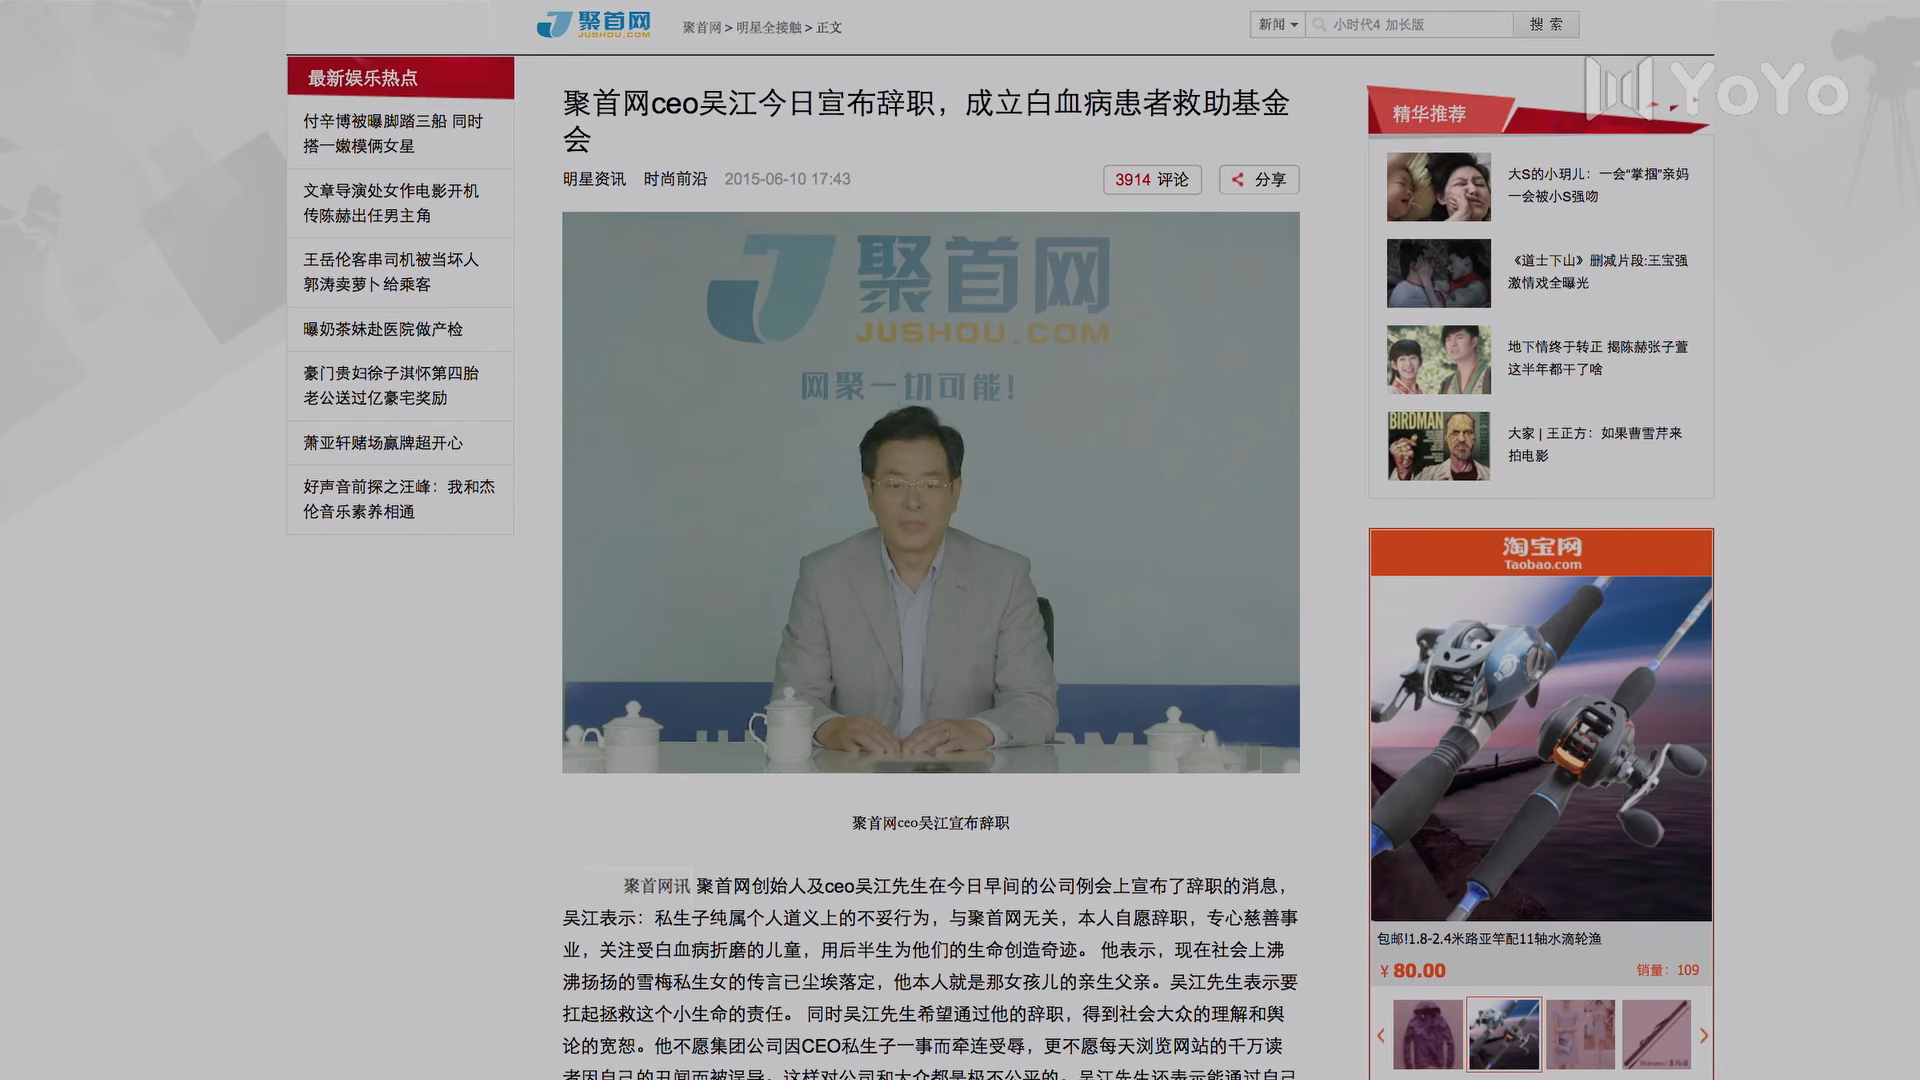 聚首网
JUSHOU.COM
聚首网 > 明星全接触 > 正文
新闻
小时代4 加长版
搜 索
YoYo
最新娱乐热点
付辛博被曝脚踏三船 同时
搭一嫩模俩女星
文章导演处女作电影开机
传陈赫出任男主角
王岳伦客串司机被当坏人
郭涛卖萝卜给乘客
曝奶茶妹赴医院做产检
豪门贵妇徐子淇怀第四胎
老公送过亿豪宅奖励
萧亚轩赌场赢牌超开心
好声音前探之汪峰：我和杰
伦音乐素养相通
聚首网ceo吴江今日宣布辞职，成立白血病患者救助基金
会
明星资讯 时尚前沿 2015-06-10 17:43
3914 评论
分享
聚首网
JUSHOU.COM
网聚一切可能！
聚首网ceo吴江宣布辞职
聚首网讯 聚首网创始人及ceo吴江先生在今日早间的公司例会上宣布了辞职的消息，
吴江表示：私生子纯属个人道义上的不妥行为，与聚首网无关，本人自愿辞职，专心慈善事
业，关注受白血病折磨的儿童，用后半生为他们的生命创造奇迹。 他表示，现在社会上沸
沸扬扬的雪梅私生女的传言已尘埃落定，他本人就是那女孩儿的亲生父亲。吴江先生表示要
扛起拯救这个小生命的责任。 同时吴江先生希望通过他的辞职，得到社会大众的理解和舆
论的宽恕。他不愿集团公司因CEO私生子一事而牵连受辱，更不愿每天浏览网站的千万读
者因自己的丑闻而被误导。这样对公司和大众都是极不公平的。吴江先生还表示能通过自己
精华推荐
大S的小玥儿：一会“掌掴”亲妈
一会被小S强吻
《道士下山》删减片段:王宝强
激情戏全曝光
地下情终于转正 揭陈赫张子萱
这半年都干了啥
BIRDMAN
大家 | 王正方：如果曹雪芹来
拍电影
淘宝网
Taobao.com
包邮!1.8-2.4米路亚竿配11轴水滴轮渔
¥ 80.00
销量：109